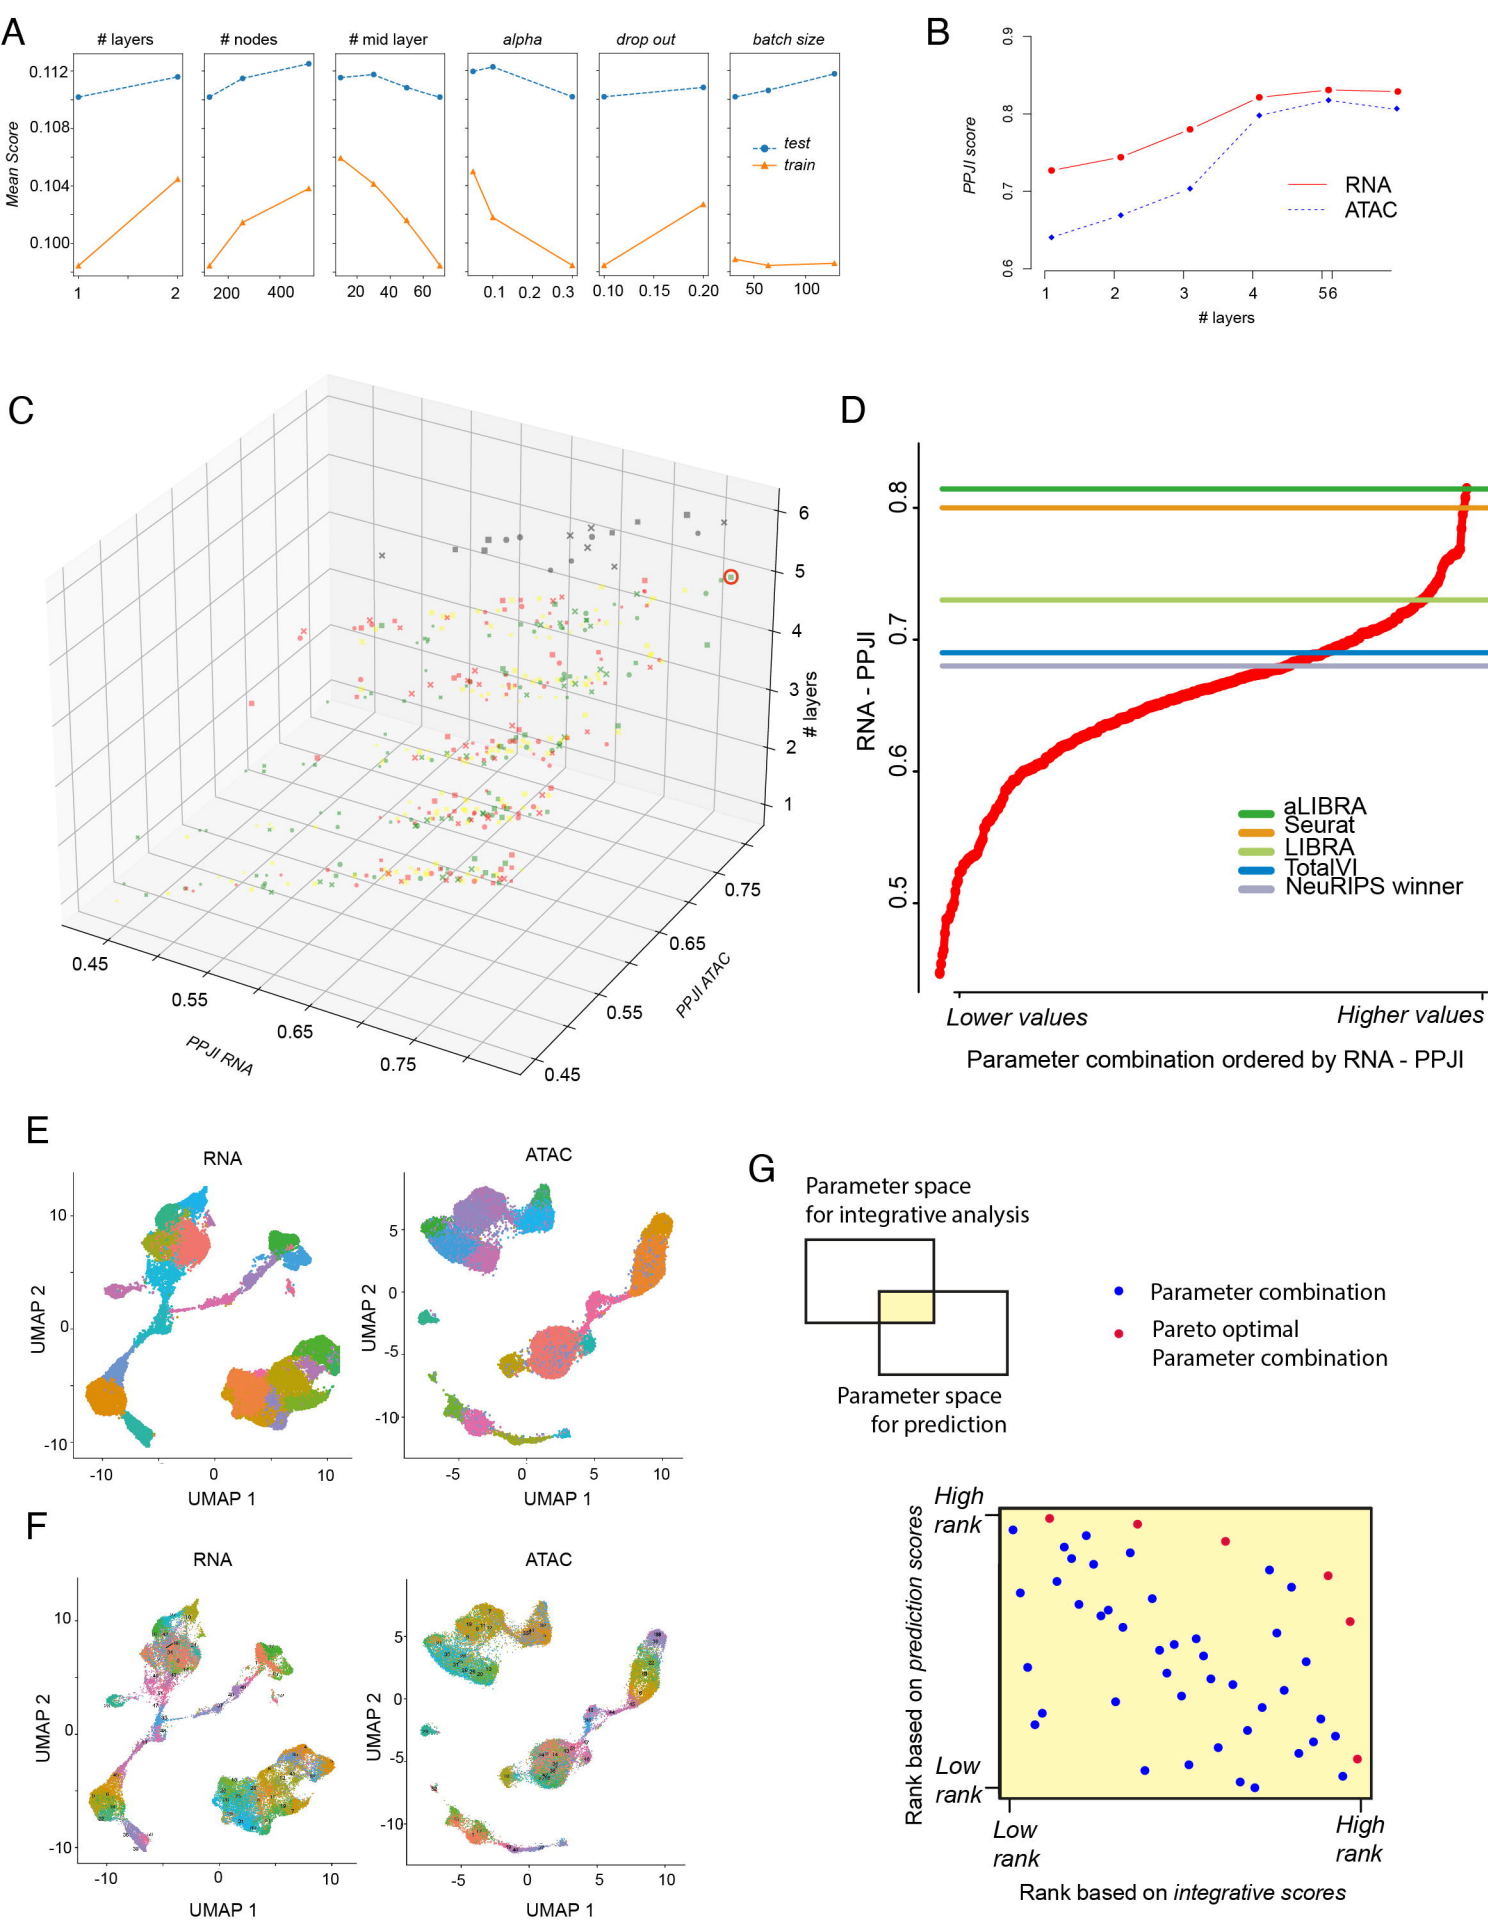 A
# layers
# nodes
# mid layer
alpha
drop out
batch size
Mean Score
0.112
0.108
0.104
0.100
test
train
1 2
200 400
20 40 60
0.1 0.2 0.3
0.10 0.15 0.20
50 100
B
PPJI score
0.9
0.8
0.7
0.6
RNA
ATAC
1 2 3 4 56
# layers
C
6
5
4
3
2
1
# layers
0.45
0.55
0.65
0.75
PPJI RNA
0.75
0.65
0.55
0.45
PPJI ATAC
D
RNA - PPJI
0.8
0.7
0.6
0.5
aLIBRA
Seurat
LIBRA
TotalVI
NeuRIPS winner
Lower values
Higher values
Parameter combination ordered by RNA - PPJI
E
RNA
UMAP 2
10
0
-10
-10 0 10
UMAP 1
ATAC
UMAP 2
5
0
-5
-10
-5 0 5 10
UMAP 1
F
RNA
UMAP 2
10
0
-10
-10 0 10
UMAP 1
ATAC
UMAP 2
5
0
-5
-10
-5 0 5 10
UMAP 1
G
Parameter space
for integrative analysis
Parameter space
for prediction
Parameter combination
Pareto optimal
Parameter combination
Rank based on prediction scores
High
rank
Low
rank
Low
rank
High
rank
Rank based on integrative scores